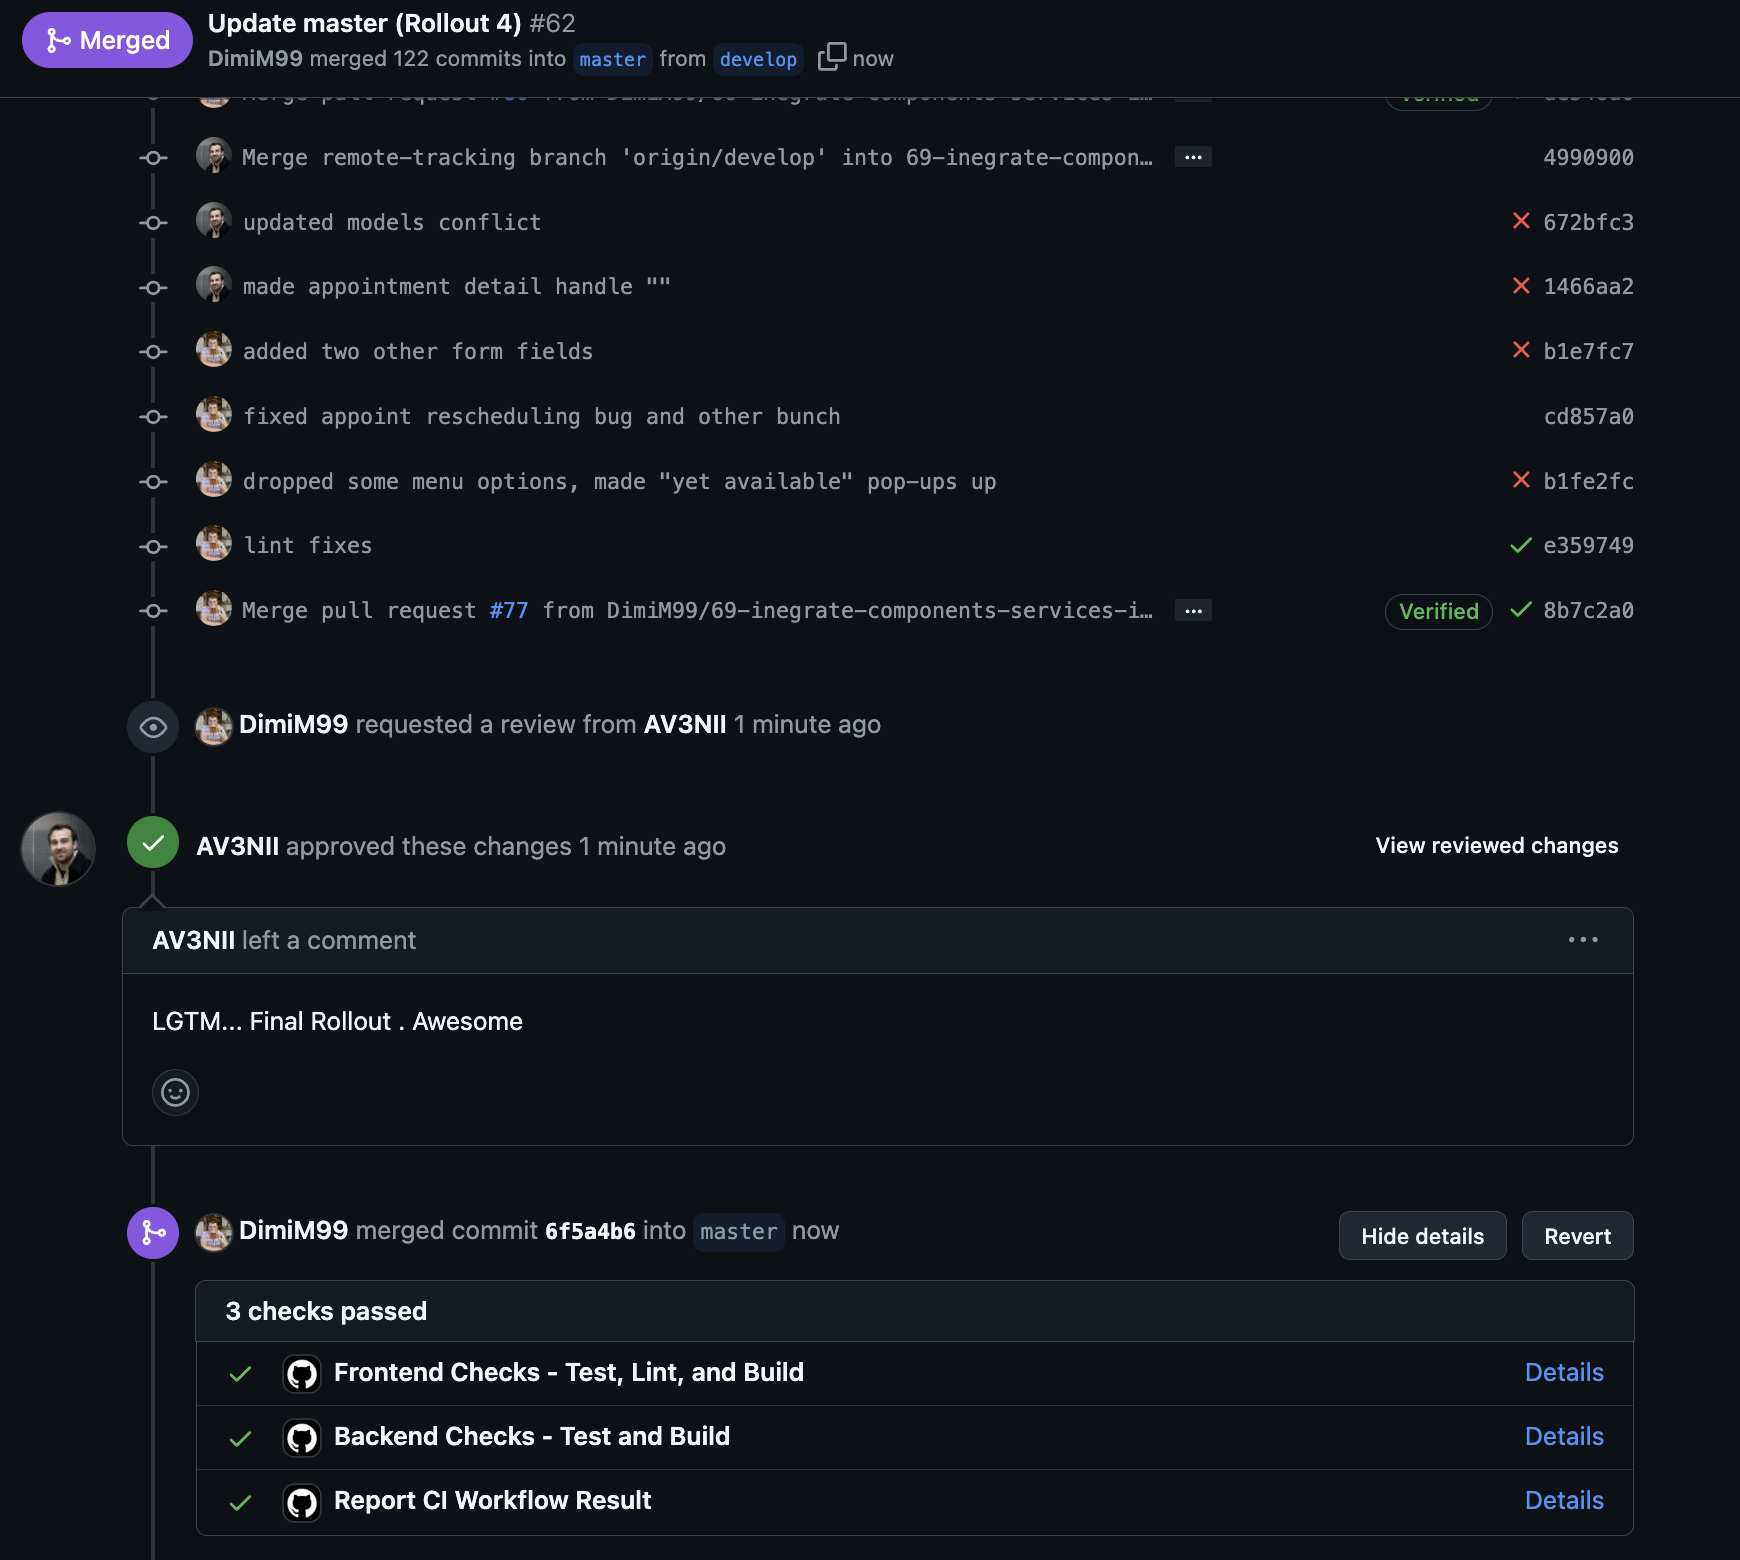 Merged
Update master (Rollout 4) #62
DimiM99 merged 122 commits into master from develop now
Merge pull request from DimiM99/ Verified
Merge remote-tracking branch 'origin/develop' into 69-inegrate-compon… … 4990900
updated models conflict 672bfc3
made appointment detail handle "" 1466aa2
added two other form fields b1e7fc7
fixed appoint rescheduling bug and other bunch cd857a0
dropped some menu options, made "yet available" pop-ups up b1fe2fc
lint fixes e359749
Merge pull request #77 from DimiM99/69-inegrate-components-services-i… … Verified 8b7c2a0
DimiM99 requested a review from AV3NII 1 minute ago
AV3NII approved these changes 1 minute ago View reviewed changes
AV3NII left a comment
LGTM... Final Rollout . Awesome
DimiM99 merged commit 6f5a4b6 into master now Hide details Revert
3 checks passed
Frontend Checks - Test, Lint, and Build Details
Backend Checks - Test and Build Details
Report CI Workflow Result Details